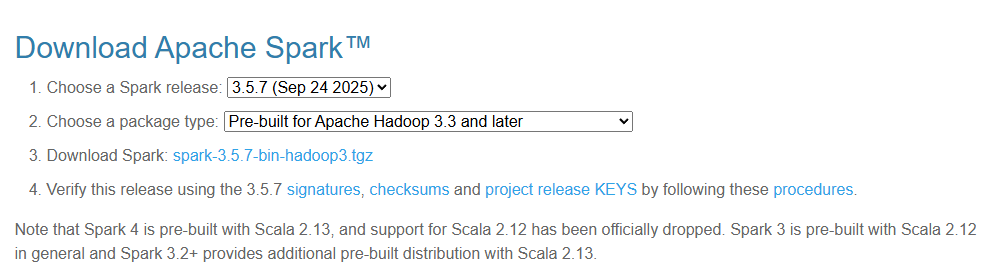 Download Apache Spark™
1. Choose a Spark release: 3.5.7 (Sep 24 2025)
2. Choose a package type: Pre-built for Apache Hadoop 3.3 and later
3. Download Spark: spark-3.5.7-bin-hadoop3.tgz
4. Verify this release using the 3.5.7 signatures, checksums and project release KEYS by following these procedures.
Note that Spark 4 is pre-built with Scala 2.13, and support for Scala 2.12 has been officially dropped. Spark 3 is pre-built with Scala 2.12
in general and Spark 3.2+ provides additional pre-built distribution with Scala 2.13.